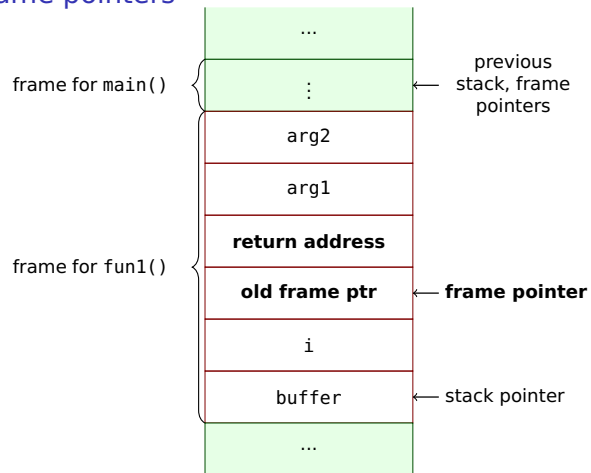 pointers
...
frame for main()
⋮
previous
stack, frame
pointers
arg2
arg1
return address
frame for fun1()
old frame ptr
frame pointer
i
buffer
stack pointer
...